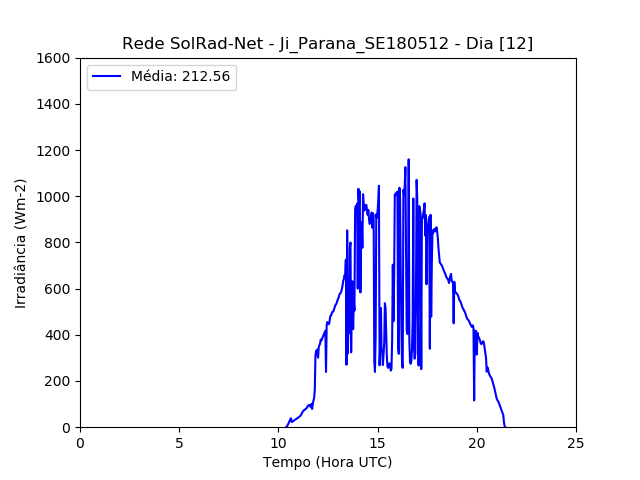 Rede SolRad-Net - Ji_Parana_SE180512 - Dia [12]
Média: 212.56
Irradiância (Wm-2)
1600
1400
1200
1000
800
600
400
200
0
0 5 10 15 20 25
Tempo (Hora UTC)